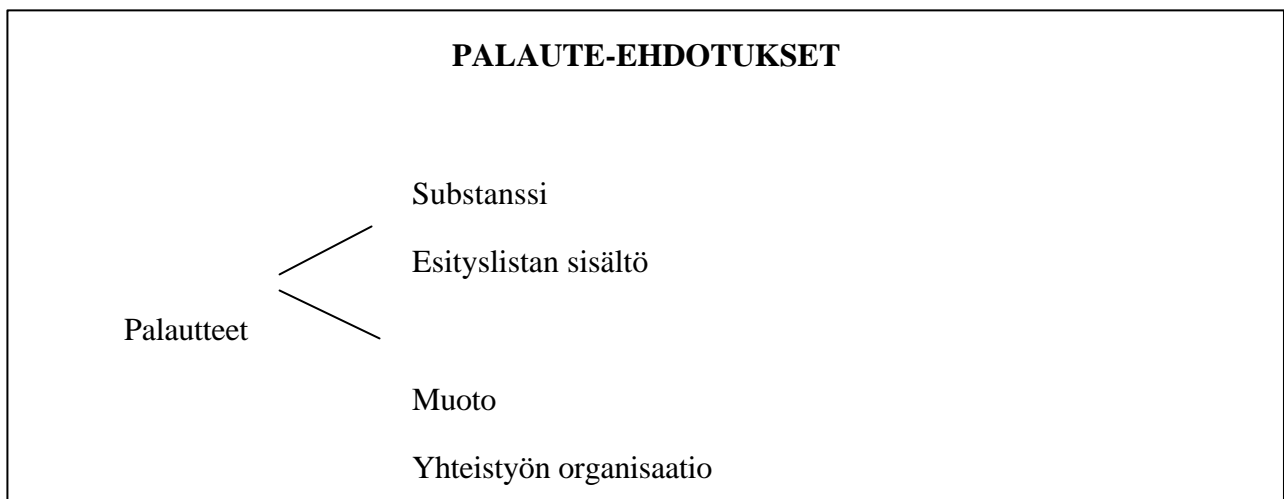 PALAUTE-EHDOTUKSET
Substanssi
Esityslistan sisältö
Palautteet
Muoto
Yhteistyön organisaatio